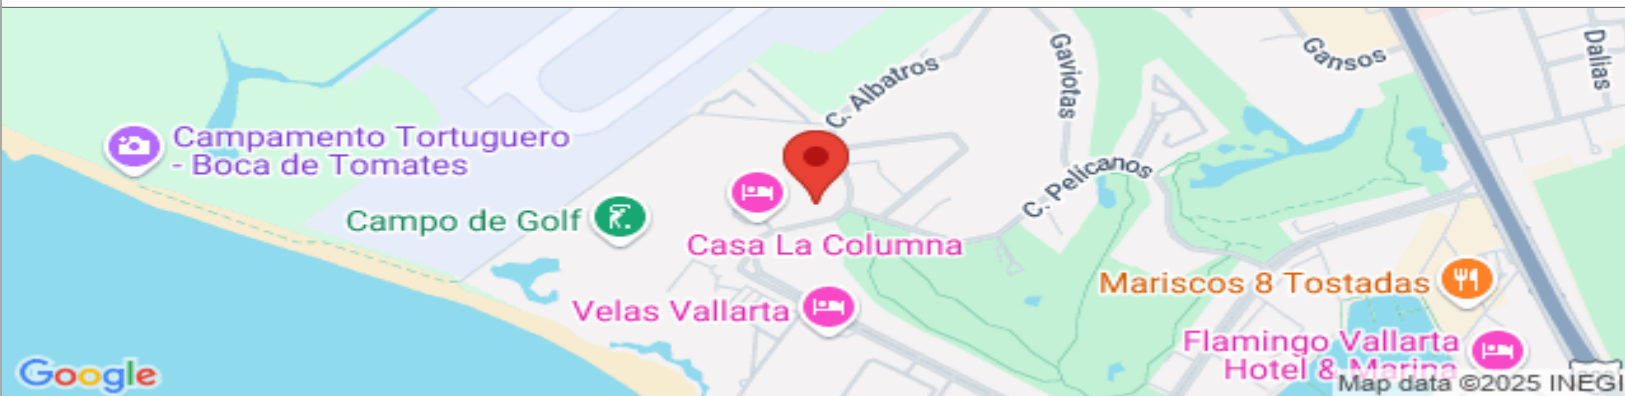 Gansos
Dalias
Gaviotas
C. Albatros
Campamento Tortuguero
- Boca de Tomates
C. Pelícanos
Campo de Golf
Casa La Columna
Mariscos 8 Tostadas
Velas Vallarta
Flamingo Vallarta
Hotel & Marina
Google
Map data ©2025 INEGI